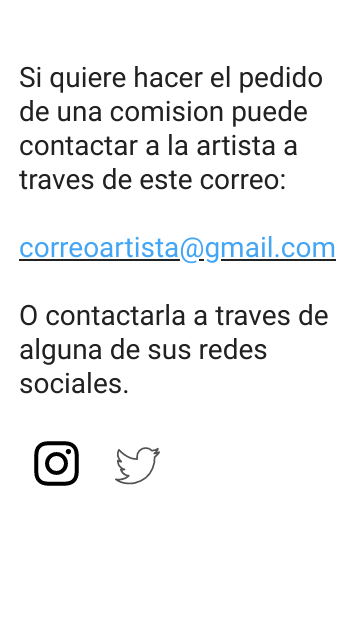 Si quiere hacer el pedido
de una comision puede
contactar a la artista a
traves de este correo:
correoartista@gmail.com
O contactarla a traves de
alguna de sus redes
sociales.